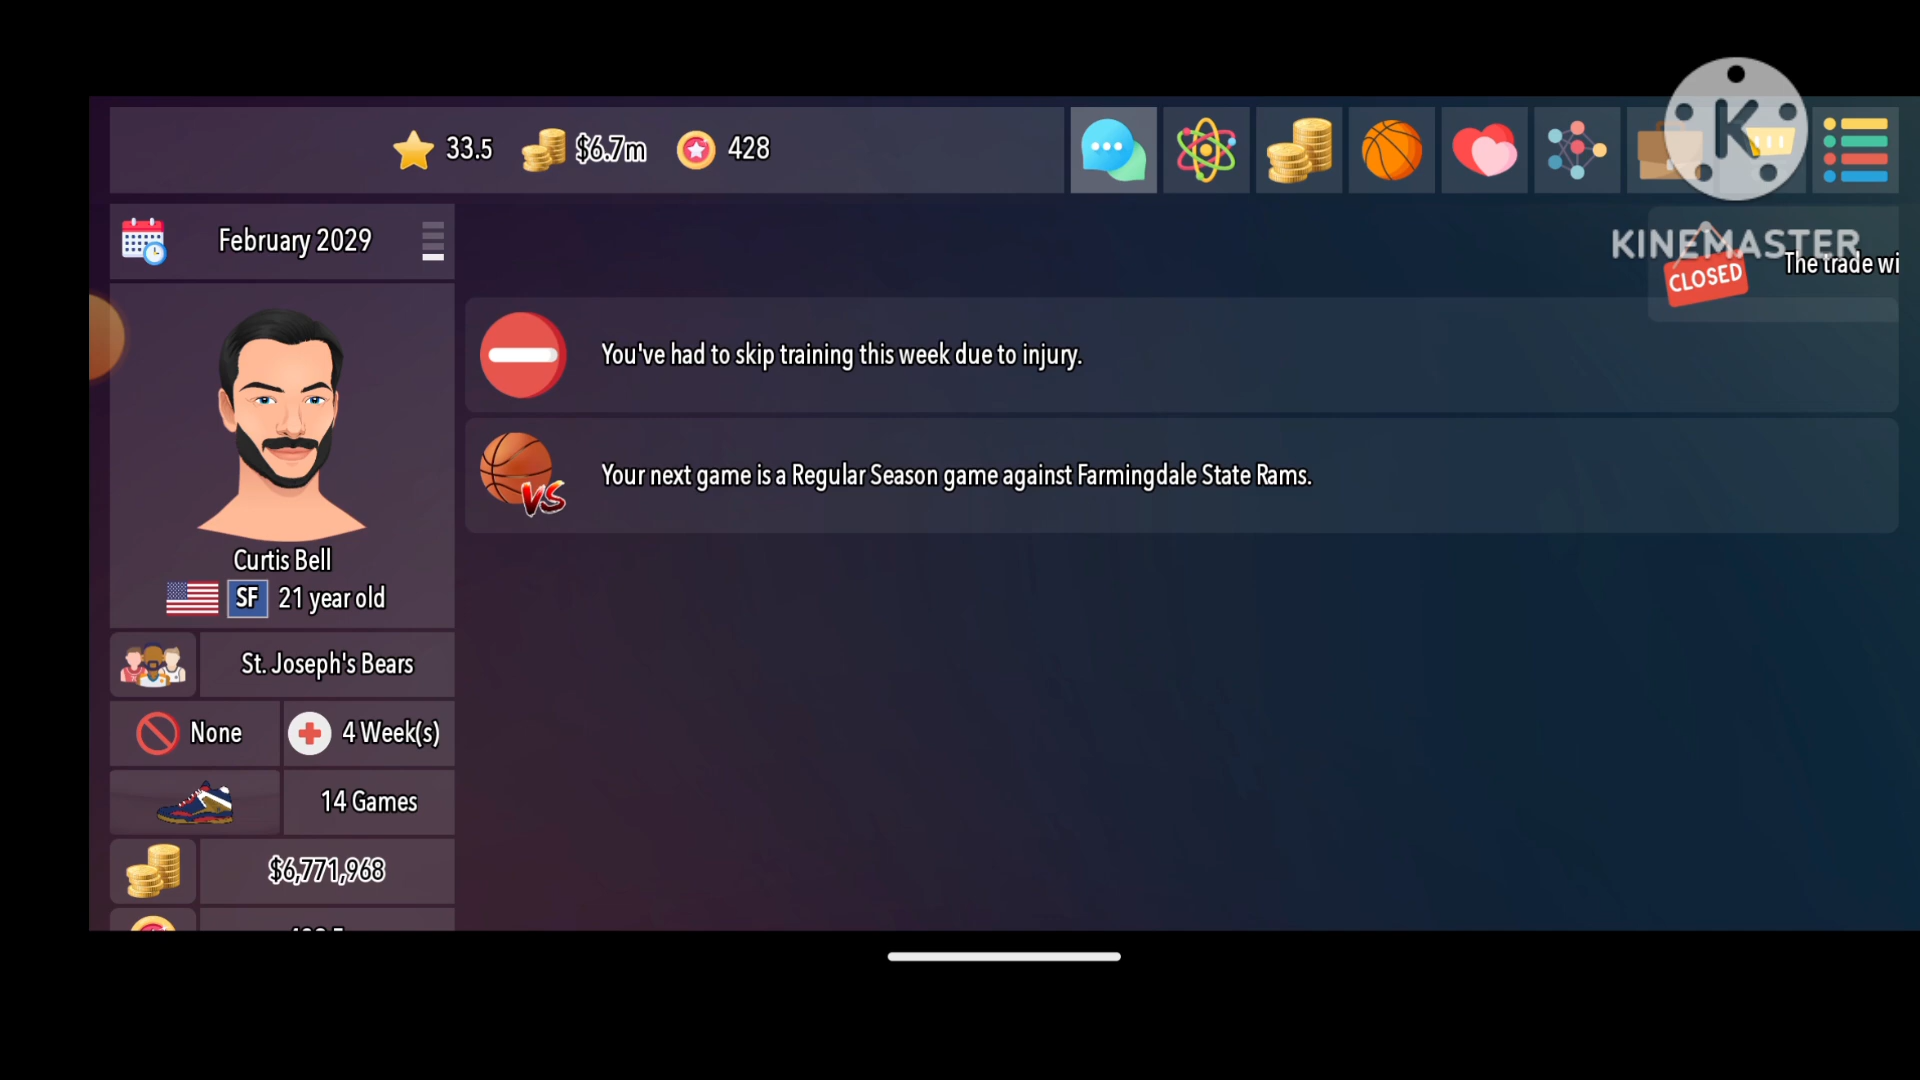 33.5
$6.7m
428
K
KINEMASTER
CLOSED
The trade wi
February 2029
You've had to skip training this week due to injury.
VS
Your next game is a Regular Season game against Farmingdale State Rams.
Curtis Bell
SF 21 year old
St. Joseph's Bears
None
4 Week(s)
14 Games
$6,771,968